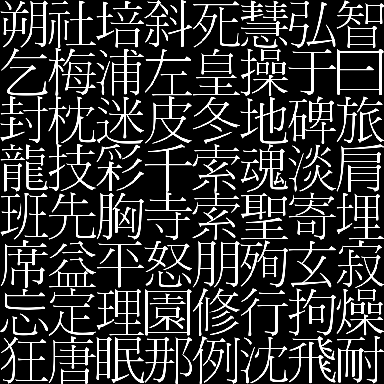 朔社培斜死慧弘智
乞梅浦左皇操于曰
封枕迷皮冬地碑旅
龍技彩千索魂淡肩
班先胸寺索聖寄埋
席盆平怒朋殉玄寂
忘定理園修行拘燥
狂唐眠那例沈飛耐